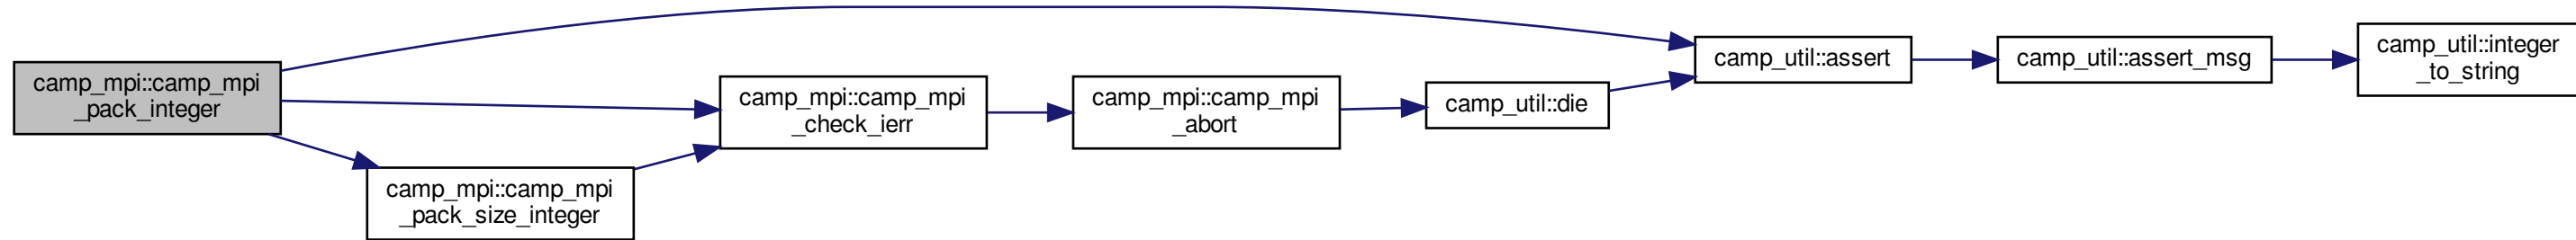 camp_mpi::camp_mpi
_pack_integer
camp_mpi::camp_mpi
_pack_size_integer
camp_mpi::camp_mpi
_check_ierr
camp_mpi::camp_mpi
_abort
camp_util::die
camp_util::assert
camp_util::assert_msg
camp_util::integer
_to_string